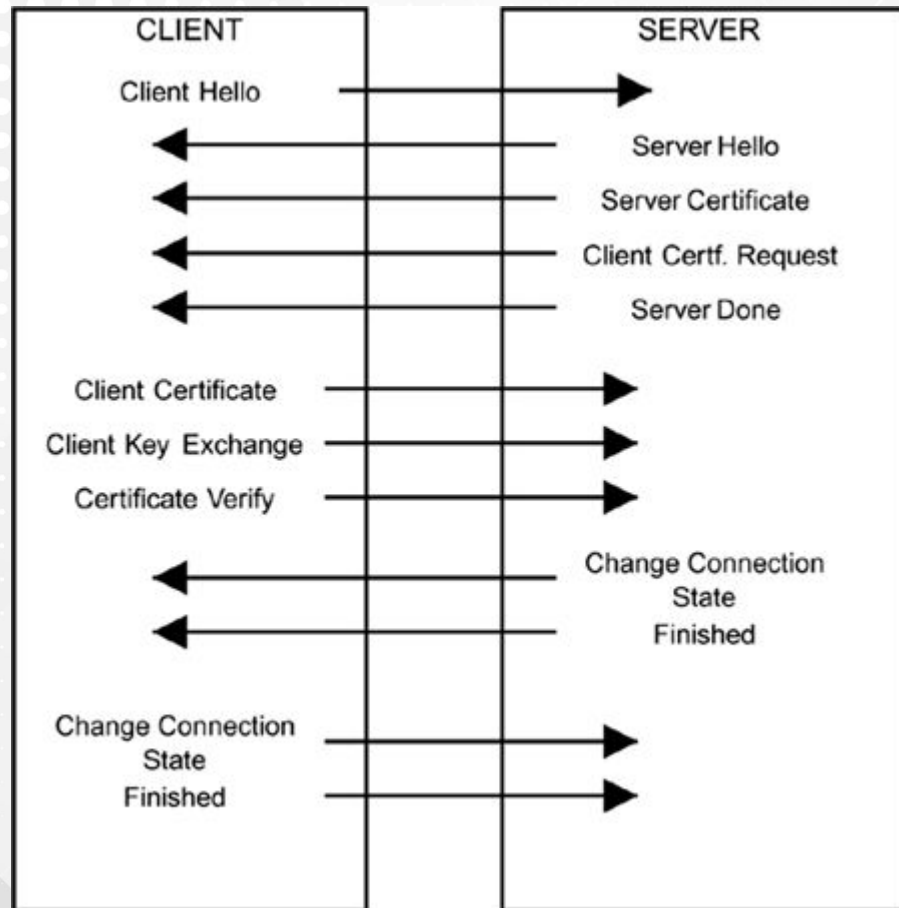 CLIENT
SERVER
Client Hello
Server Hello
Server Certificate
Client Certf. Request
Server Done
Client Certificate
Client Key Exchange
Certificate Verify
Change Connection
State
Finished
Change Connection
State
Finished